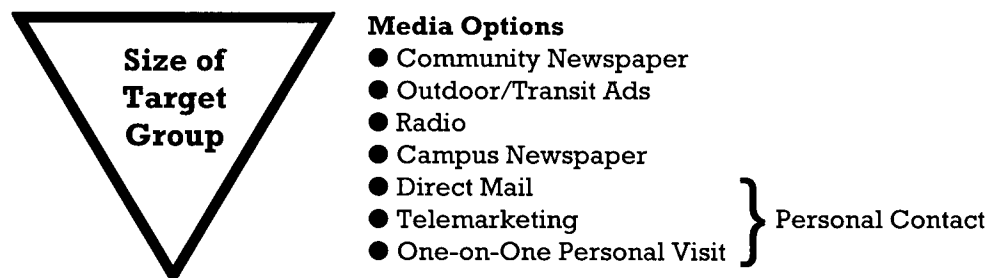 Size of
Target
Group
Media Options
● Community Newspaper
● Outdoor/Transit Ads
● Radio
● Campus Newspaper
● Direct Mail
● Telemarketing
● One-on-One Personal Visit
Personal Contact